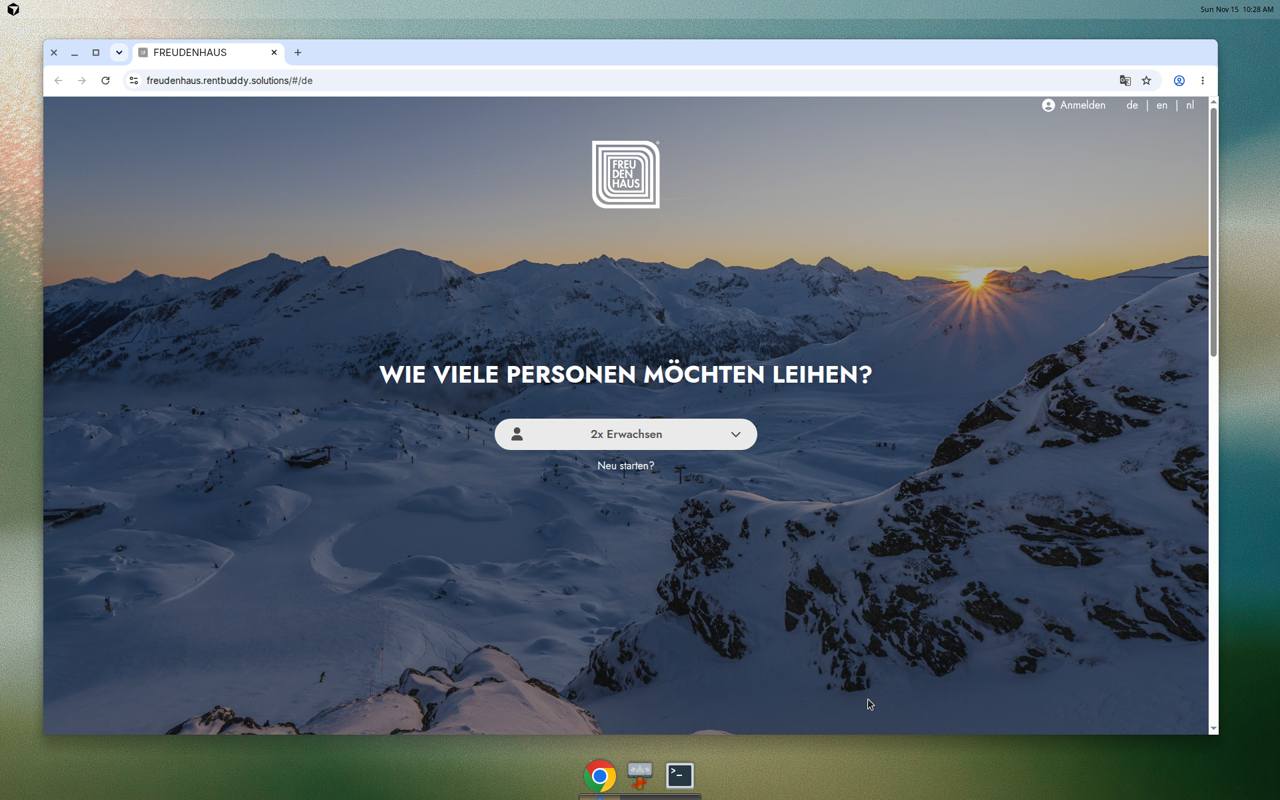 Sun Nov 15 10:28 AM
FREUDENHAUS
freudenhaus.rentbuddy.solutions/#/de
Anmelden de | en | nl
FREU
DEN
HAUS
WIE VIELE PERSONEN MÖCHTEN LEIHEN?
2x Erwachsen
Neu starten?